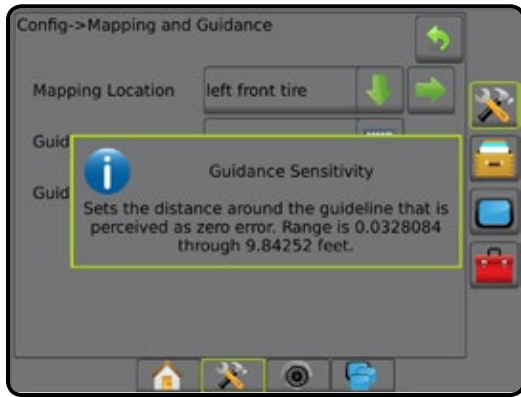 Config->Mapping and Guidance
Mapping Location
left front tire
Guid
Guidance Sensitivity
Guid
Sets the distance around the guideline that is
perceived as zero error. Range is 0.0328084
through 9.84252 feet.